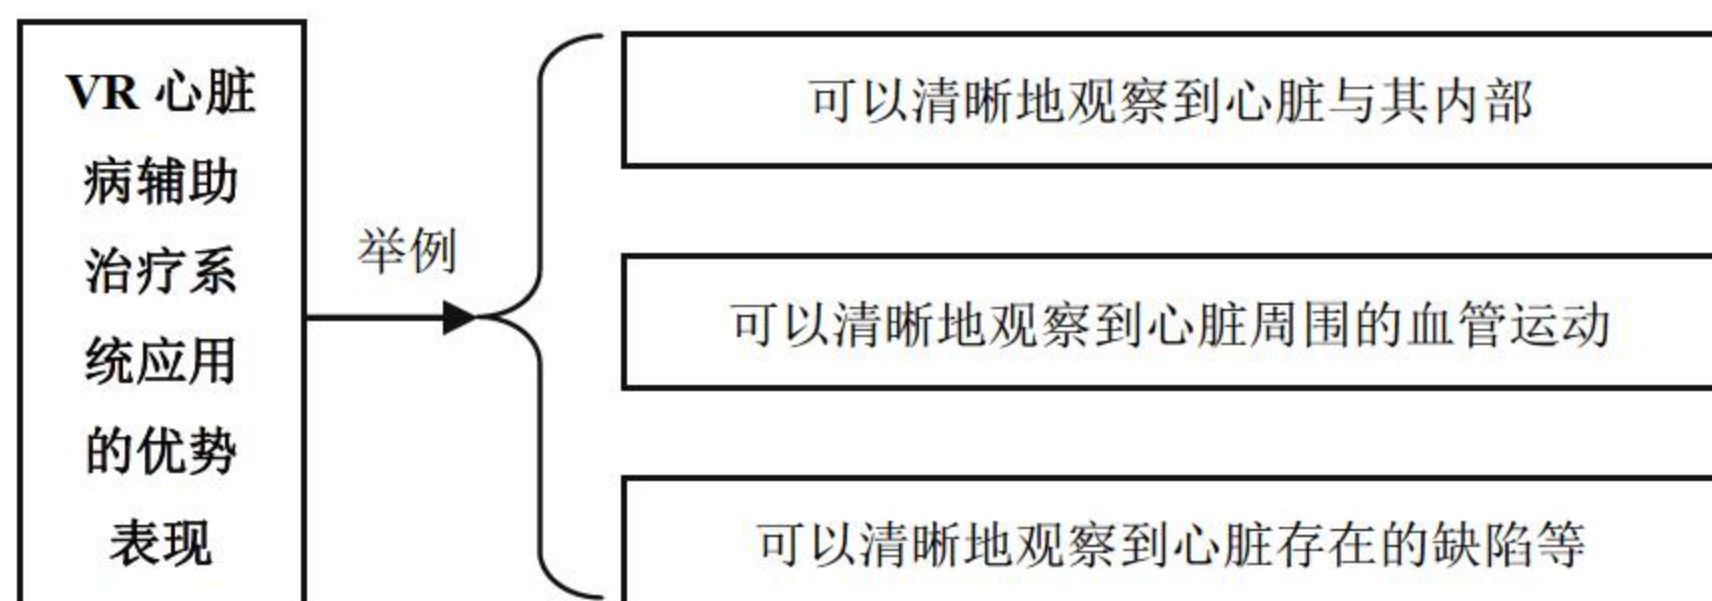 VR 心脏
病辅助
治疗系
统应用
的优势
表现
举例
可以清晰地观察到心脏与其内部
可以清晰地观察到心脏周围的血管运动
可以清晰地观察到心脏存在的缺陷等